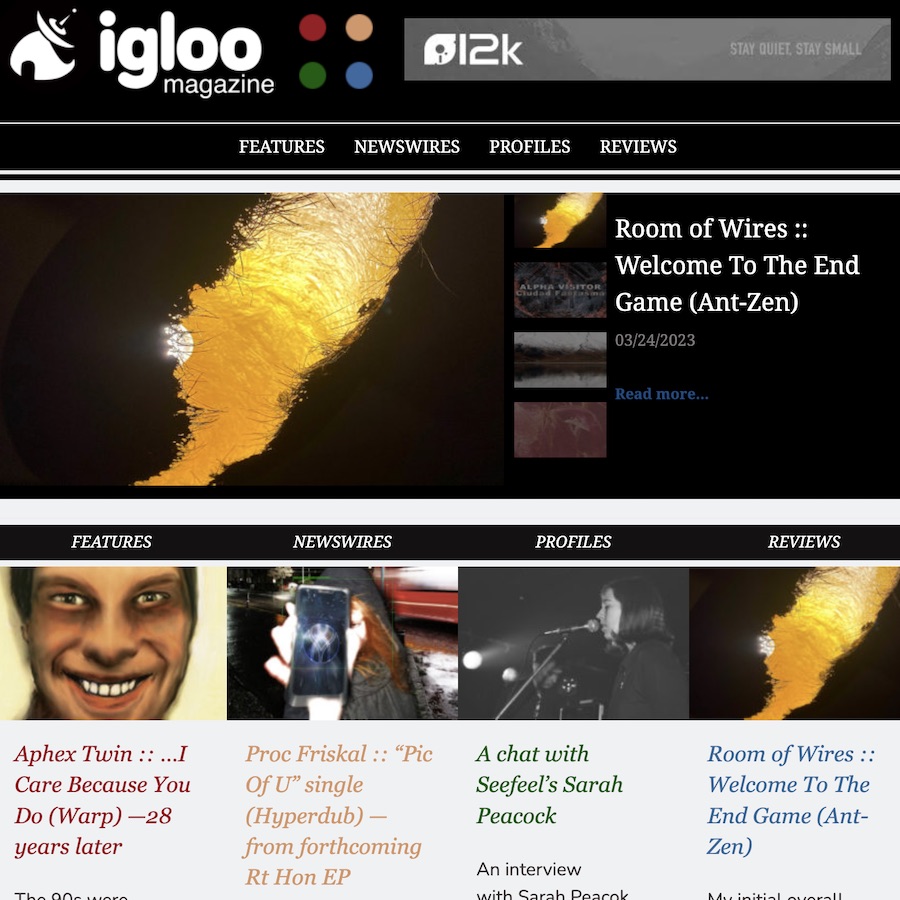 igloo
magazine
12k
STAY QUIET, STAY SMALL
FEATURES NEWSWIRES PROFILES REVIEWS
Room of Wires ::
Welcome To The End
Game (Ant-Zen)
03/24/2023
Read more...
ALPHA VISITOR
Ciudad Fantasma
FEATURES NEWSWIRES PROFILES REVIEWS
Aphex Twin :: …I
Care Because You
Do (Warp) —28
years later
The 90s were
Proc Friskal :: “Pic
Of U” single
(Hyperdub) —
from forthcoming
Rt Hon EP
A chat with
Seefeel’s Sarah
Peacock
An interview
with Sarah Peacok
Room of Wires ::
Welcome To The
End Game (Ant-
Zen)
My initial overall